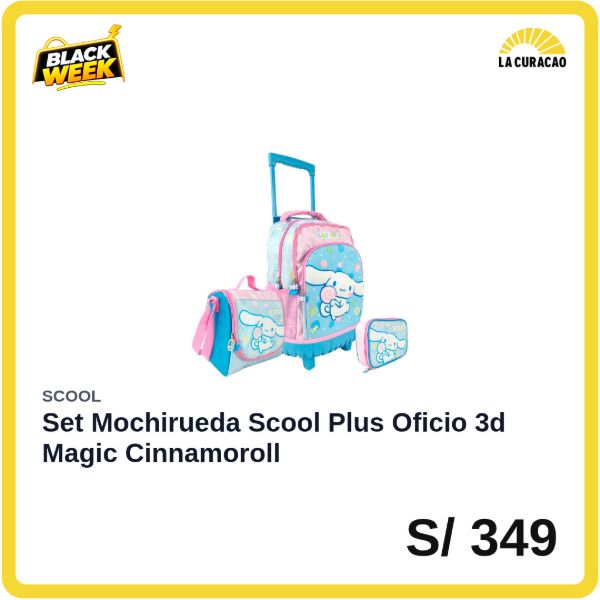 BLACK
WEEK
LA CURACAO
SCOOL
Set Mochirueda Scool Plus Oficio 3d
Magic Cinnamoroll
S/ 349